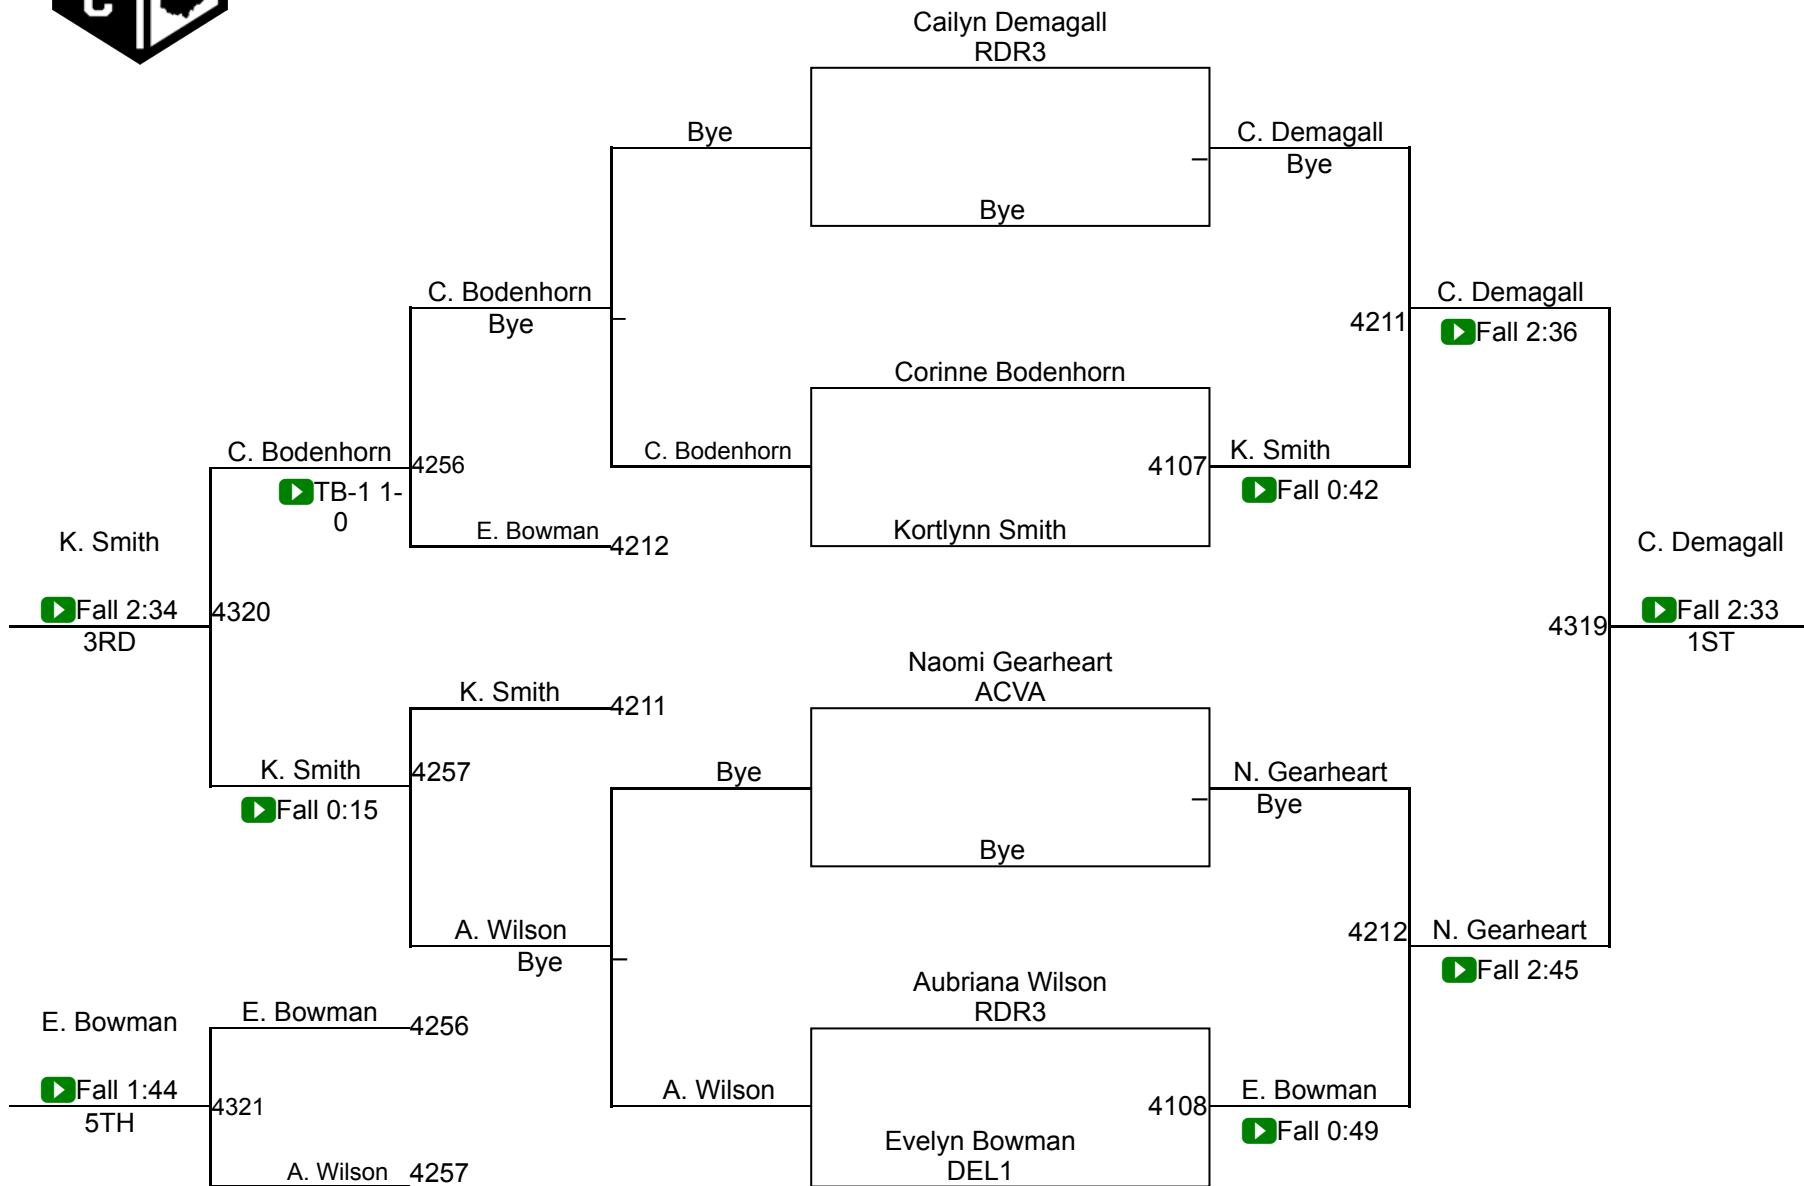 C
Cailyn Demagall
RDR3
Bye
C. Demagall
Bye
Bye
C. Bodenhorn
Bye
C. Demagall
4211
Fall 2:36
Corinne Bodenhorn
C. Bodenhorn
4256
C. Bodenhorn
4107
K. Smith
TB-1 1-
0
Fall 0:42
E. Bowman
4212
Kortlynn Smith
K. Smith
C. Demagall
Fall 2:34
4320
3RD
4319
Fall 2:33
1ST
Naomi Gearheart
ACVA
K. Smith
4211
K. Smith
4257
Bye
N. Gearheart
Bye
Fall 0:15
Bye
A. Wilson
Bye
4212
N. Gearheart
Fall 2:45
Aubriana Wilson
RDR3
E. Bowman
E. Bowman
4256
Fall 1:44
4321
5TH
A. Wilson
4108
E. Bowman
Fall 0:49
Evelyn Bowman
DEL1
A. Wilson
4257